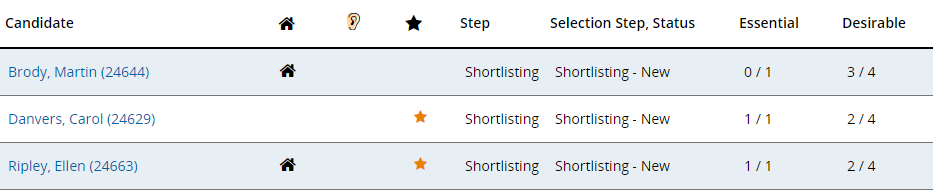 Candidate Step Selection Step, Status Essential Desirable
Brody, Martin (24644) Shortlisting Shortlisting - New 0 / 1 3 / 4
Danvers, Carol (24629) Shortlisting Shortlisting - New 1 / 1 2 / 4
Ripley, Ellen (24663) Shortlisting Shortlisting - New 1 / 1 2 / 4